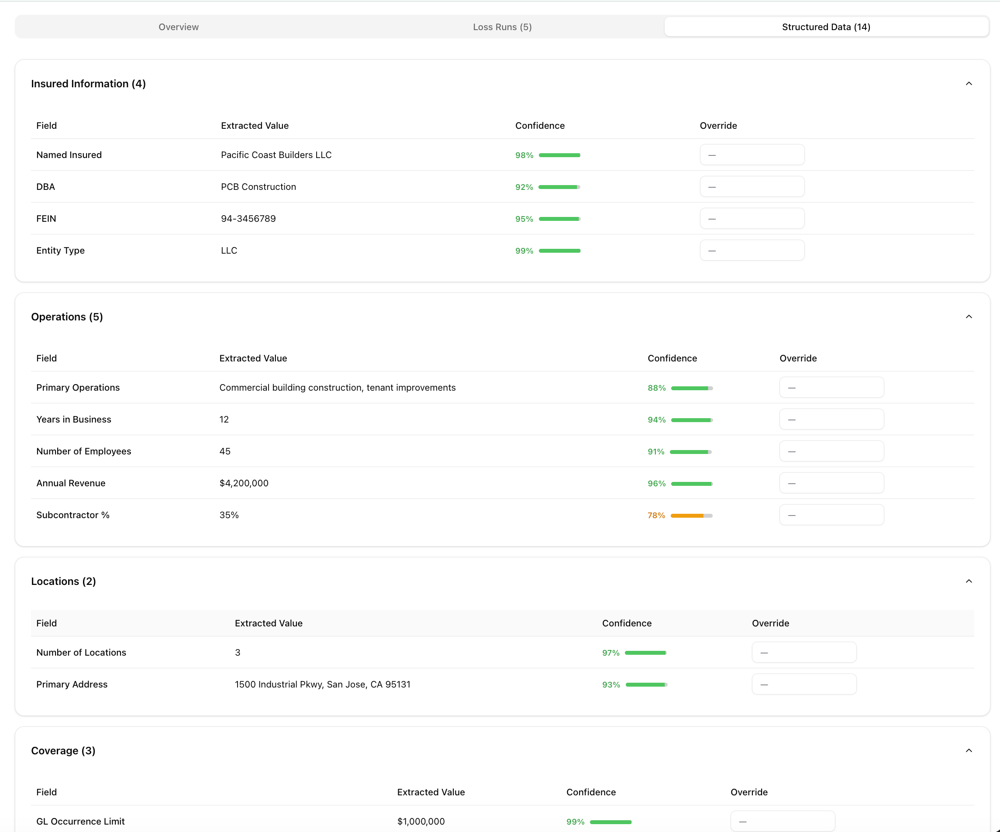 Overview Loss Runs (5) Structured Data (14)
Insured Information (4)
Field Extracted Value Confidence Override
Named Insured Pacific Coast Builders LLC 98% —
DBA PCB Construction 92% —
FEIN 94-3456789 95% —
Entity Type LLC 99% —
Operations (5)
Field Extracted Value Confidence Override
Primary Operations Commercial building construction, tenant improvements 88% —
Years in Business 12 94% —
Number of Employees 45 91% —
Annual Revenue $4,200,000 96% —
Subcontractor % 35% 78% —
Locations (2)
Field Extracted Value Confidence Override
Number of Locations 3 97% —
Primary Address 1500 Industrial Pkwy, San Jose, CA 95131 93% —
Coverage (3)
Field Extracted Value Confidence Override
GL Occurrence Limit $1,000,000 99% —